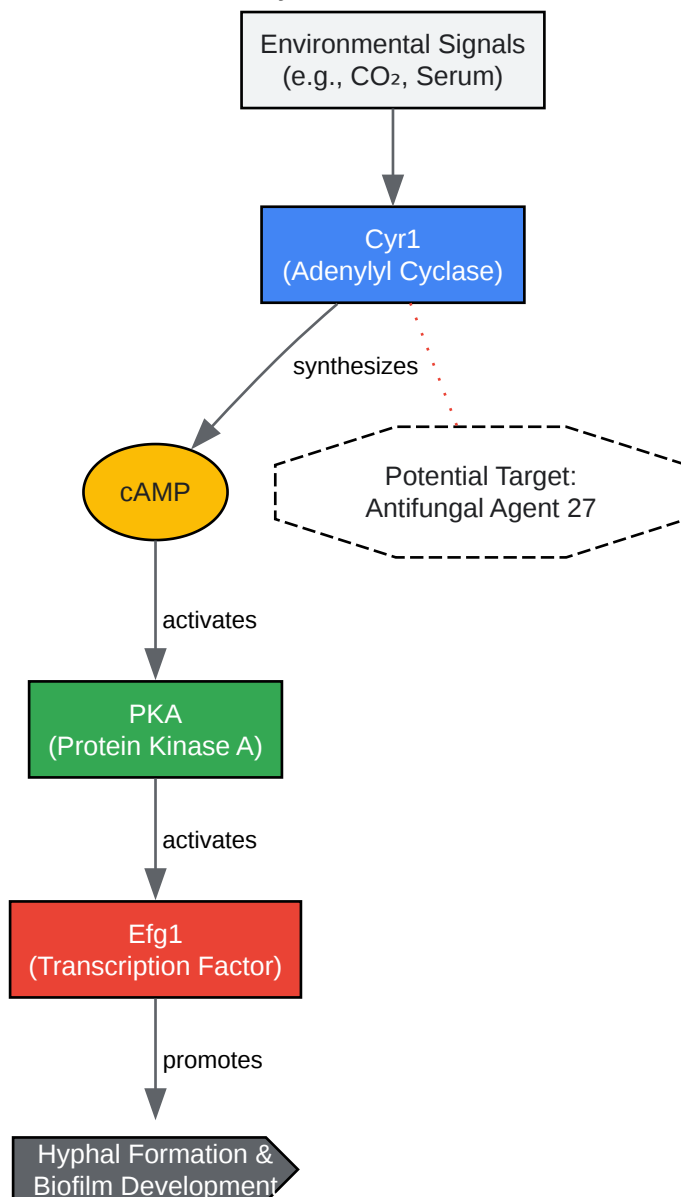 Environmental Signals
(e.g., CO₂, Serum)
Cyr1
(Adenylyl Cyclase)
synthesizes
cAMP
Potential Target:
Antifungal Agent 27
activates
PKA
(Protein Kinase A)
activates
Efg1
(Transcription Factor)
promotes
Hyphal Formation &
Biofilm Development